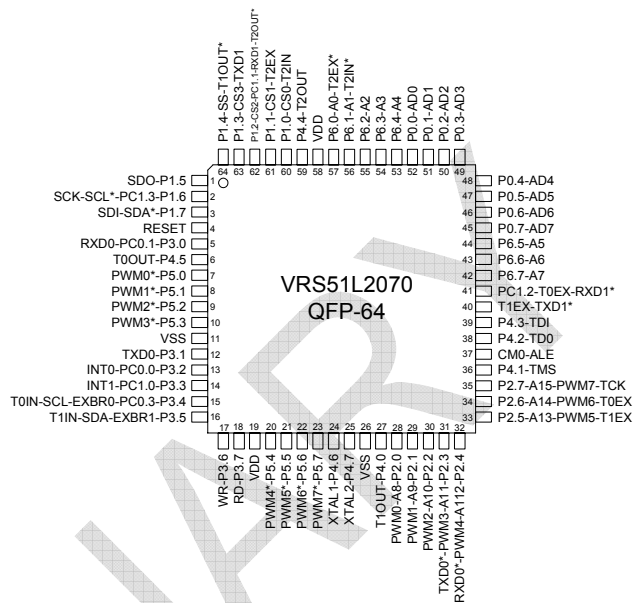 P1.4-SS-T1OUT*
P1.3-CS3-TXD1
P1.2-CS2-PC1.1-RXD1-T2OUT*
P1.1-CS1-T2EX
P1.0-CS0-T2IN
P4.4-T2OUT
VDD
P6.0-A0-T2EX*
P6.1-A1-T2IN*
P6.2-A2
P6.3-A3
P6.4-A4
P0.0-AD0
P0.1-AD1
P0.2-AD2
P0.3-AD3
64 63 62 61 60 59 58 57 56 55 54 53 52 51 50 49
SDO-P1.5 1
SCK-SCL*-PC1.3-P1.6 2
SDI-SDA*-P1.7 3
RESET 4
RXD0-PC0.1-P3.0 5
T0OUT-P4.5 6
PWM0*-P5.0 7
PWM1*-P5.1 8
PWM2*-P5.2 9
PWM3*-P5.3 10
VSS 11
TXD0-P3.1 12
INT0-PC0.0-P3.2 13
INT1-PC1.0-P3.3 14
T0IN-SCL-EXBR0-PC0.3-P3.4 15
T1IN-SDA-EXBR1-P3.5 16
VRS51L2070
QFP-64
48 P0.4-AD4
47 P0.5-AD5
46 P0.6-AD6
45 P0.7-AD7
44 P6.5-A5
43 P6.6-A6
42 P6.7-A7
41 PC1.2-T0EX-RXD1*
40 T1EX-TXD1*
39 P4.3-TDI
38 P4.2-TD0
37 CM0-ALE
36 P4.1-TMS
35 P2.7-A15-PWM7-TCK
34 P2.6-A14-PWM6-T0EX
33 P2.5-A13-PWM5-T1EX
17 18 19 20 21 22 23 24 25 26 27 28 29 30 31 32
WR-P3.6
RD-P3.7
VDD
PWM4*-P5.4
PWM5*-P5.5
PWM6*-P5.6
PWM7*-P5.7
XTAL1-P4.6
XTAL2-P4.7
VSS
T1OUT-P4.0
PWM0-A8-P2.0
PWM1-A9-P2.1
PWM2-A10-P2.2
TXD0*-PWM3-A11-P2.3
RXD0*-PWM4-A112-P2.4